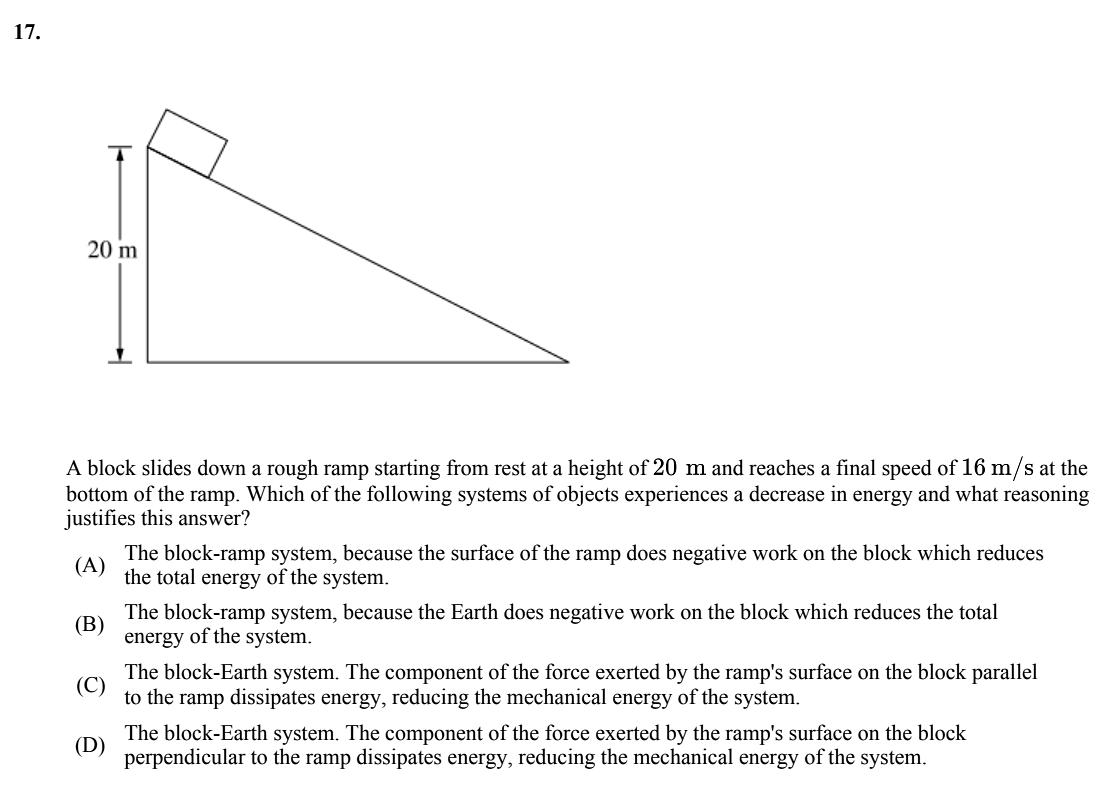 17.
20 m
A block slides down a rough ramp starting from rest at a height of 20 m and reaches a final speed of 16 m/s at the
bottom of the ramp. Which of the following systems of objects experiences a decrease in energy and what reasoning
justifies this answer?
(A) The block-ramp system, because the surface of the ramp does negative work on the block which reduces
the total energy of the system.
(B) The block-ramp system, because the Earth does negative work on the block which reduces the total
energy of the system.
(C) The block-Earth system. The component of the force exerted by the ramp's surface on the block parallel
to the ramp dissipates energy, reducing the mechanical energy of the system.
(D) The block-Earth system. The component of the force exerted by the ramp's surface on the block
perpendicular to the ramp dissipates energy, reducing the mechanical energy of the system.